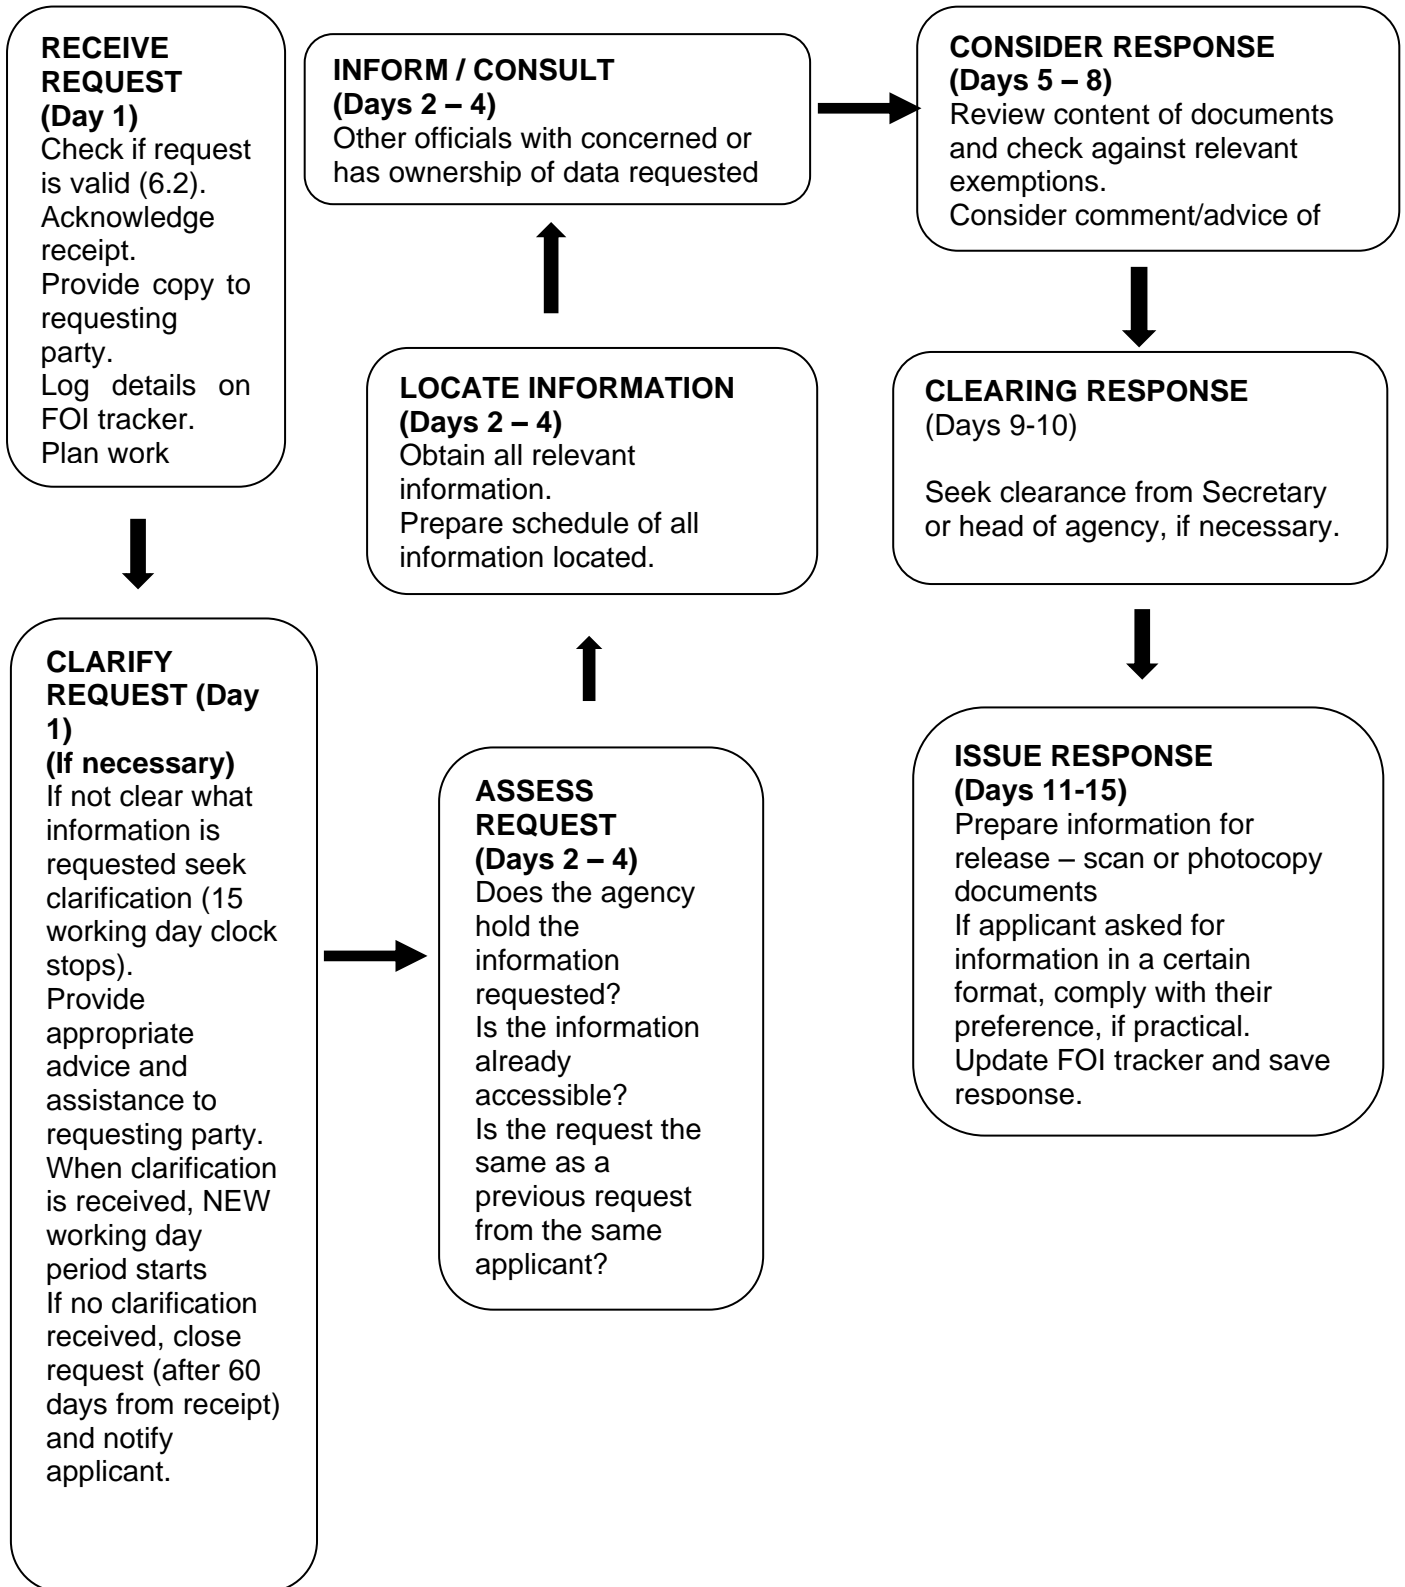 RECEIVE
REQUEST
(Day 1)
Check if request
is valid (6.2).
Acknowledge
receipt.
Provide copy to
requesting
party.
Log details on
FOI tracker.
Plan work
CLARIFY
REQUEST (Day
1)
(If necessary)
If not clear what
information is
requested seek
clarification (15
working day clock
stops).
Provide
appropriate
advice and
assistance to
requesting party.
When clarification
is received, NEW
working day
period starts
If no clarification
received, close
request (after 60
days from receipt)
and notify
applicant.
ASSESS
REQUEST
(Days 2 – 4)
Does the agency
hold the
information
requested?
Is the information
already
accessible?
Is the request the
same as a
previous request
from the same
applicant?
LOCATE INFORMATION
(Days 2 – 4)
Obtain all relevant
information.
Prepare schedule of all
information located.
INFORM / CONSULT
(Days 2 – 4)
Other officials with concerned or
has ownership of data requested
CONSIDER RESPONSE
(Days 5 – 8)
Review content of documents
and check against relevant
exemptions.
Consider comment/advice of
CLEARING RESPONSE
(Days 9-10)
Seek clearance from Secretary
or head of agency, if necessary.
ISSUE RESPONSE
(Days 11-15)
Prepare information for
release – scan or photocopy
documents
If applicant asked for
information in a certain
format, comply with their
preference, if practical.
Update FOI tracker and save
response.